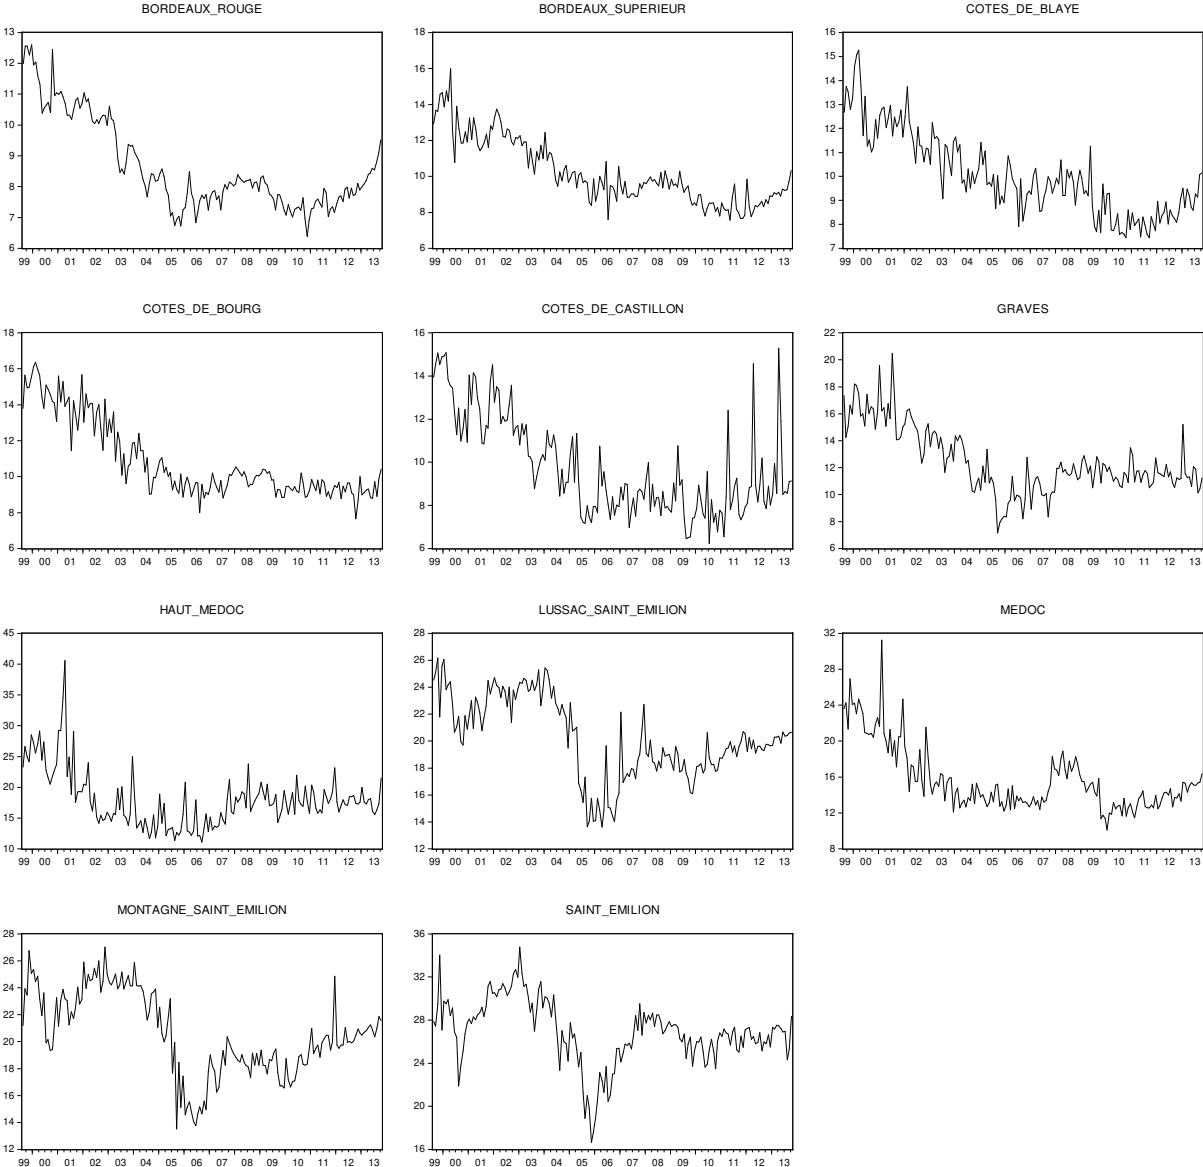 BORDEAUX_ROUGE BORDEAUX_SUPERIEUR COTES_DE_BLAYE
13 18 16
12 16 15
11 14 14
10 12 13
9 10 12
8 8 11
7 6 10
6 9
8
7
99 00 01 02 03 04 05 06 07 08 09 10 11 12 13 99 00 01 02 03 04 05 06 07 08 09 10 11 12 13 99 00 01 02 03 04 05 06 07 08 09 10 11 12 13
COTES_DE_BOURG COTES_DE_CASTILLON GRAVES
18 16 22
16 14 20
14 12 18
12 10 16
10 8 14
8 6 12
6 10
8
6
99 00 01 02 03 04 05 06 07 08 09 10 11 12 13 99 00 01 02 03 04 05 06 07 08 09 10 11 12 13 99 00 01 02 03 04 05 06 07 08 09 10 11 12 13
HAUT_MEDOC LUSSAC_SAINT_EMILION MEDOC
45 28 32
40 26 28
35 24 24
30 22 20
25 20 16
20 18 12
15 16 8
10 14
12
99 00 01 02 03 04 05 06 07 08 09 10 11 12 13 99 00 01 02 03 04 05 06 07 08 09 10 11 12 13 99 00 01 02 03 04 05 06 07 08 09 10 11 12 13
MONTAGNE_SAINT_EMILION SAINT_EMILION
28 36
26 32
24 28
22 24
20 20
18 16
16
14
12
99 00 01 02 03 04 05 06 07 08 09 10 11 12 13 99 00 01 02 03 04 05 06 07 08 09 10 11 12 13